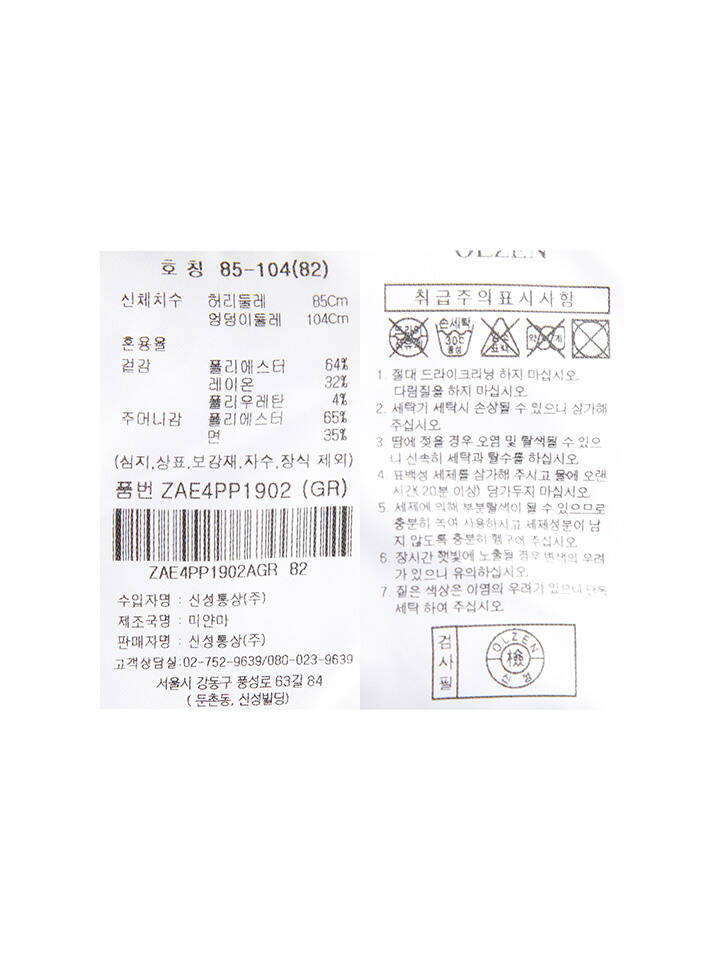 호 칭 85-104(82)
신체치수 허리둘레 85Cm
엉덩이둘레 104Cm
혼용율
겉감 폴리에스터 64%
레이온 32%
폴리우레탄 4%
주머니감 폴리에스터 65%
면 35%
(심지,상표,보강재,자수,장식 제외)
품번 ZAE4PP1902 (GR)
ZAE4PP1902AGR 82
수입자명 : 신성통상(주)
제조국명 : 미얀마
판매자명 : 신성통상(주)
고객상담실:02-752-9639/080-023-9639
서울시 강동구 풍성로 63길 84
( 둔촌동, 신성빌딩)
OLZEN
취급주의표시사항
손세탁
30℃
중성
1. 절대 드라이크리닝 하지 마십시오.
다림질을 하지 마십시오.
2. 세탁기 세탁시 손상될 수 있으니 삼가해
주십시오.
3. 땀에 젖을 경우 오염 및 탈색될 수 있으
니 신속히 세탁과 탈수를 하십시오.
4. 표백성 세제를 삼가해 주시고 물에 오랜
시간(20분 이상) 담가두지 마십시오.
5. 세제에 의해 부분탈색이 될 수 있으므로
충분히 녹여 사용하시고 세제성분이 남
지 않도록 충분히 헹구어 주십시오.
6. 장시간 햇빛에 노출될 경우 변색의 우려
가 있으니 유의하십시오.
7. 짙은 색상은 이염의 우려가 있으니 단독
세탁 하여 주십시오.
검사필
OLZEN
檢
신성